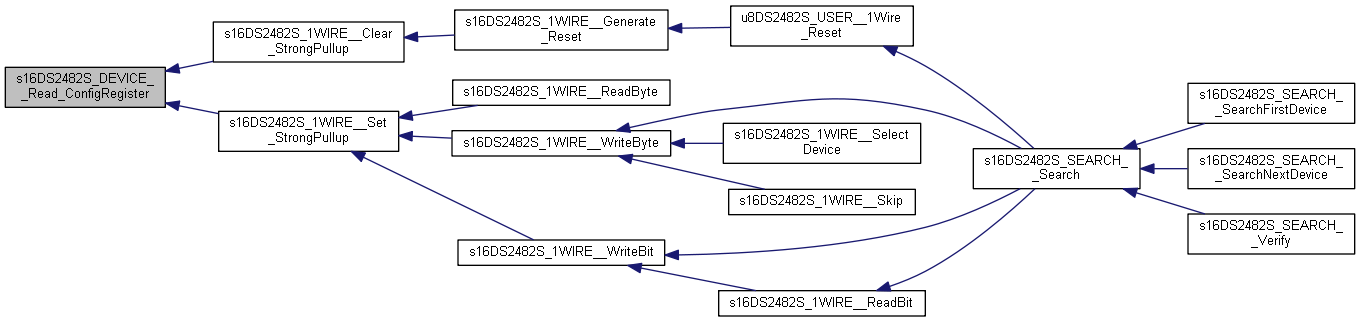 s16DS2482S_DEVICE_
_Read_ConfigRegister
s16DS2482S_1WIRE__Clear
_StrongPullup
s16DS2482S_1WIRE__Set
_StrongPullup
s16DS2482S_1WIRE__Generate
_Reset
s16DS2482S_1WIRE__ReadByte
s16DS2482S_1WIRE__WriteByte
s16DS2482S_1WIRE__WriteBit
u8DS2482S_USER__1Wire
_Reset
s16DS2482S_1WIRE__Select
Device
s16DS2482S_1WIRE__Skip
s16DS2482S_1WIRE__ReadBit
s16DS2482S_SEARCH_
_Search
s16DS2482S_SEARCH_
_SearchFirstDevice
s16DS2482S_SEARCH_
_SearchNextDevice
s16DS2482S_SEARCH_
_Verify